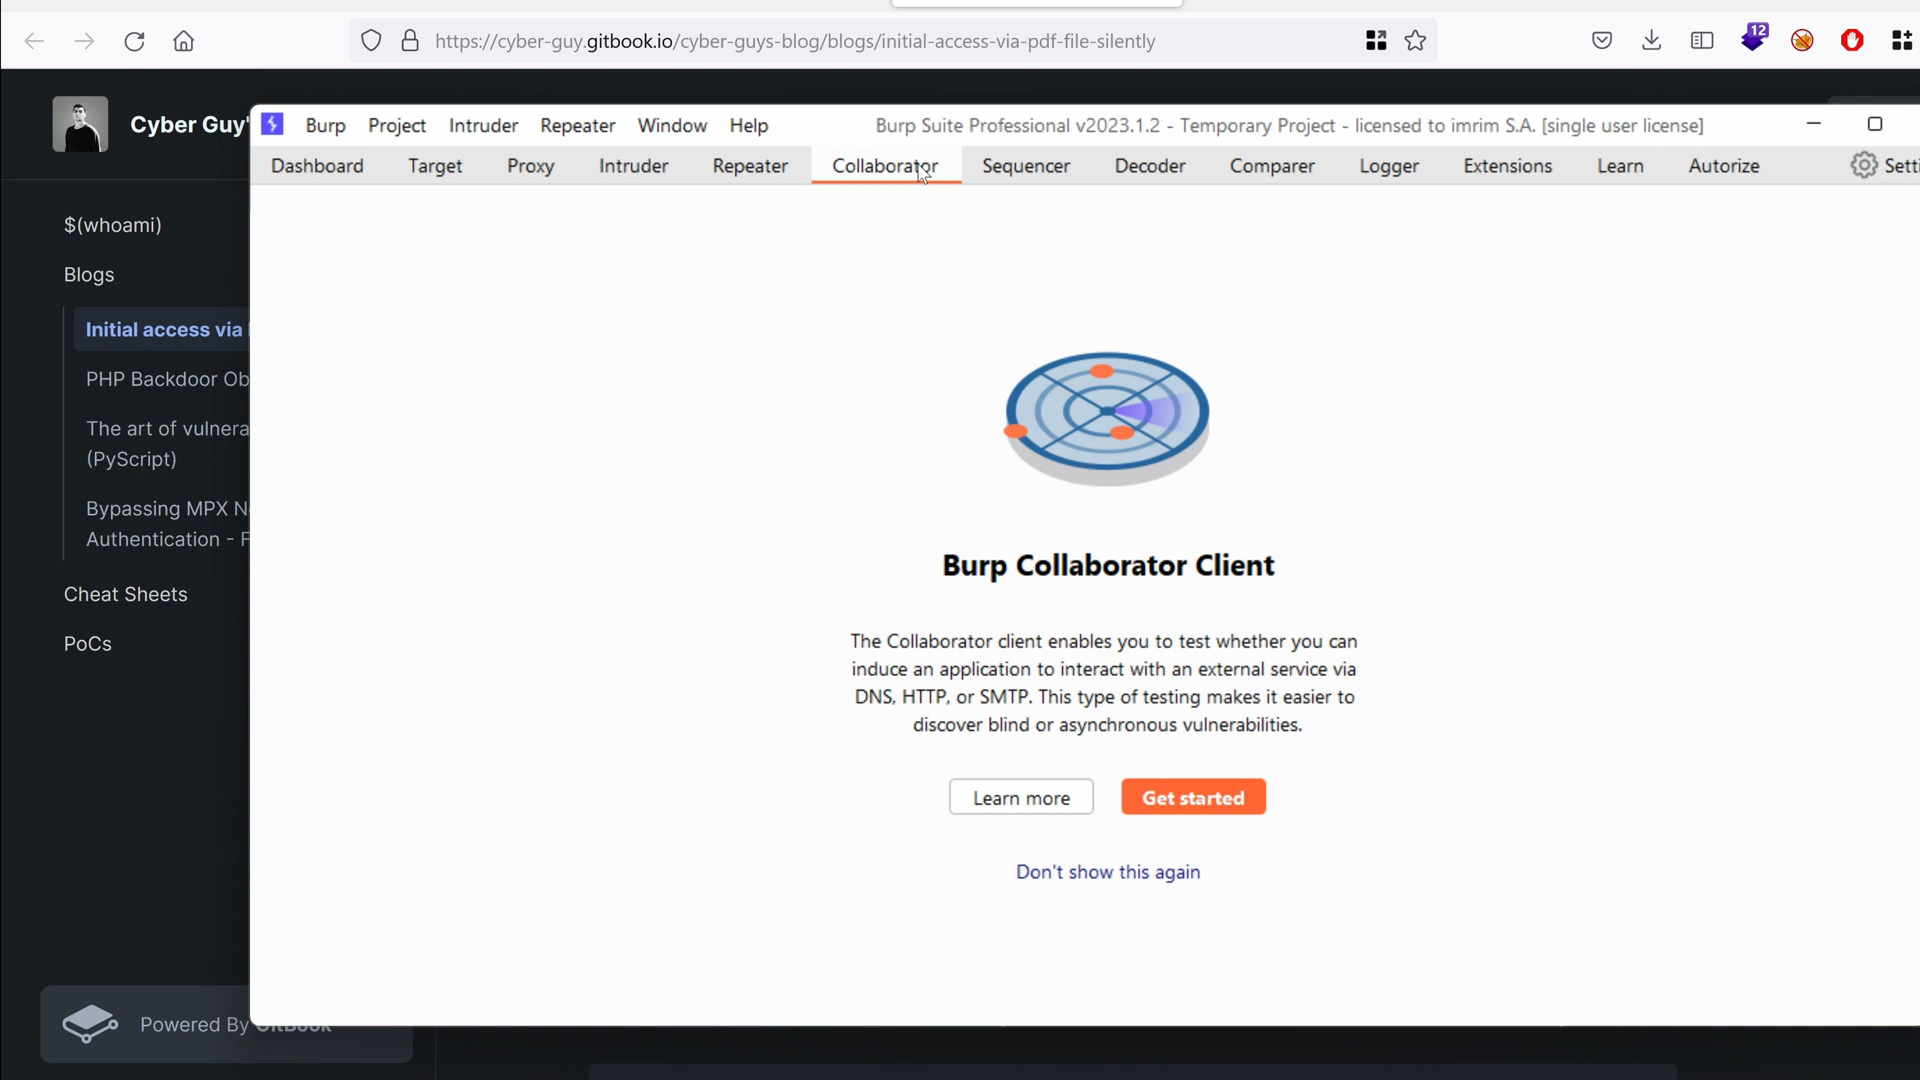 https://cyber-guy.gitbook.io/cyber-guys-blog/blogs/initial-access-via-pdf-file-silently
12
Cyber Guy'
Burp Project Intruder Repeater Window Help
Burp Suite Professional v2023.1.2 - Temporary Project - licensed to imrim S.A. [single user license]
Dashboard Target Proxy Intruder Repeater Collaborator Sequencer Decoder Comparer Logger Extensions Learn Autorize Setti
$(whoami)
Blogs
Initial access via
PHP Backdoor Ob
The art of vulnera
(PyScript)
Bypassing MPX N
Authentication - F
Cheat Sheets
PoCs
Powered By GitBook
Burp Collaborator Client
The Collaborator client enables you to test whether you can
induce an application to interact with an external service via
DNS, HTTP, or SMTP. This type of testing makes it easier to
discover blind or asynchronous vulnerabilities.
Learn more
Get started
Don't show this again